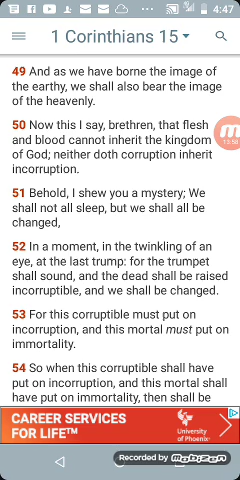 4:47
1 Corinthians 15
49 And as we have borne the image of
the earthy, we shall also bear the image
of the heavenly.
50 Now this I say, brethren, that flesh
and blood cannot inherit the kingdom
of God; neither doth corruption inherit
incorruption.
13:58
51 Behold, I shew you a mystery; We
shall not all sleep, but we shall all be
changed,
52 In a moment, in the twinkling of an
eye, at the last trump: for the trumpet
shall sound, and the dead shall be raised
incorruptible, and we shall be changed.
53 For this corruptible must put on
incorruption, and this mortal must put on
immortality.
54 So when this corruptible shall have
put on incorruption, and this mortal shall
have put on immortality, then shall be
CAREER SERVICES
FOR LIFE™
University
of Phoenix®
Recorded by mobizen